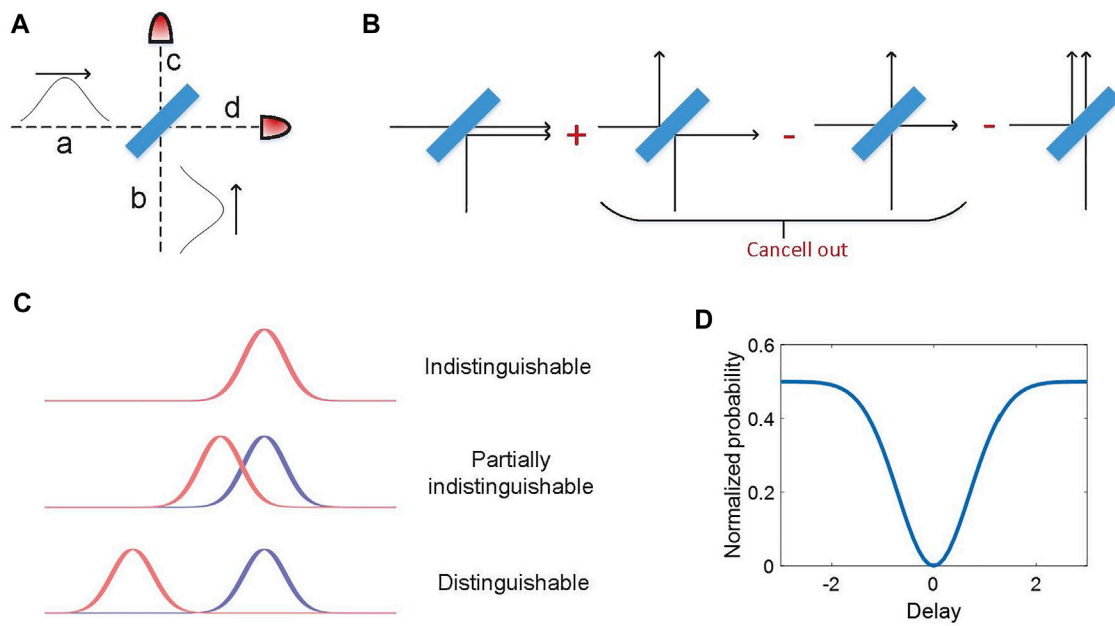 A
c
d
a
b
B
+
-
-
Cancell out
C
Indistinguishable
Partially
indistinguishable
Distinguishable
D
Normalized probability
0.6
0.4
0.2
0
-2
0
2
Delay